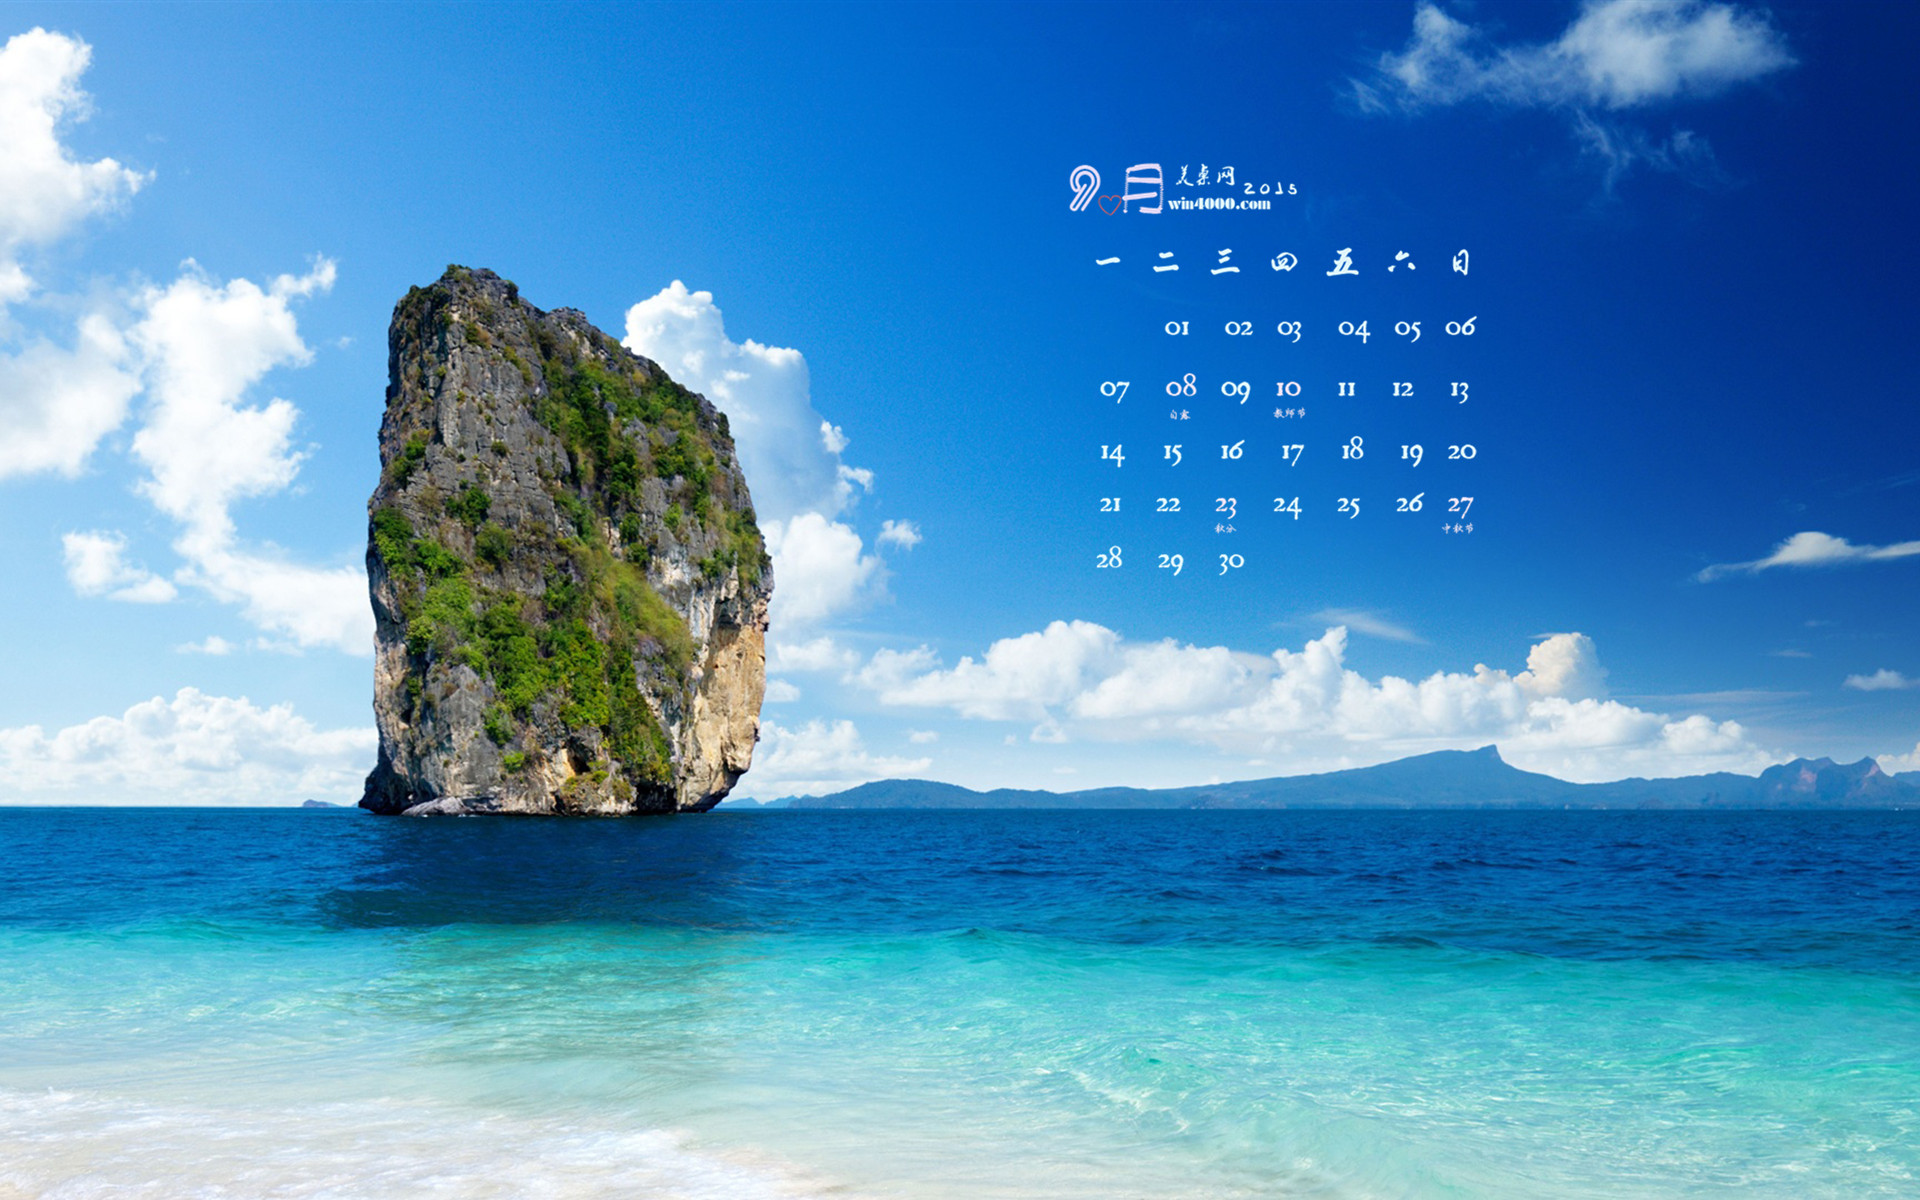 9月 美桌网 2015
win4000.com
一 二 三 四 五 六 日
01 02 03 04 05 06
07 08 09 10 11 12 13
白露 教师节
14 15 16 17 18 19 20
21 22 23 24 25 26 27
秋分 中秋节
28 29 30